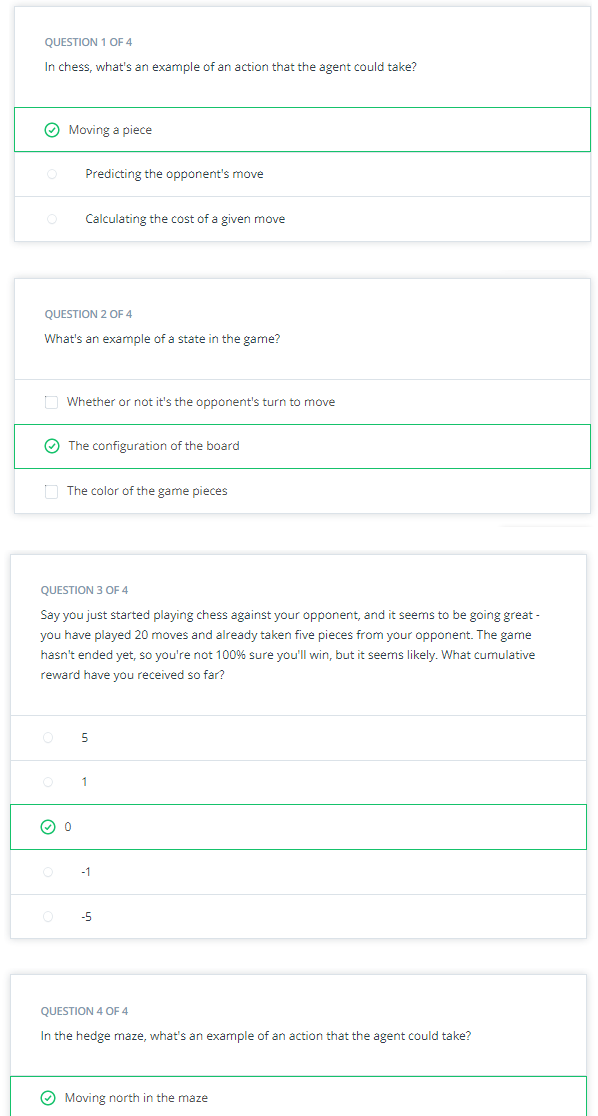 QUESTION 1 OF 4
In chess, what's an example of an action that the agent could take?
Moving a piece
Predicting the opponent's move
Calculating the cost of a given move
QUESTION 2 OF 4
What's an example of a state in the game?
Whether or not it's the opponent's turn to move
The configuration of the board
The color of the game pieces
QUESTION 3 OF 4
Say you just started playing chess against your opponent, and it seems to be going great -
you have played 20 moves and already taken five pieces from your opponent. The game
hasn't ended yet, so you're not 100% sure you'll win, but it seems likely. What cumulative
reward have you received so far?
5
1
0
-1
-5
QUESTION 4 OF 4
In the hedge maze, what's an example of an action that the agent could take?
Moving north in the maze